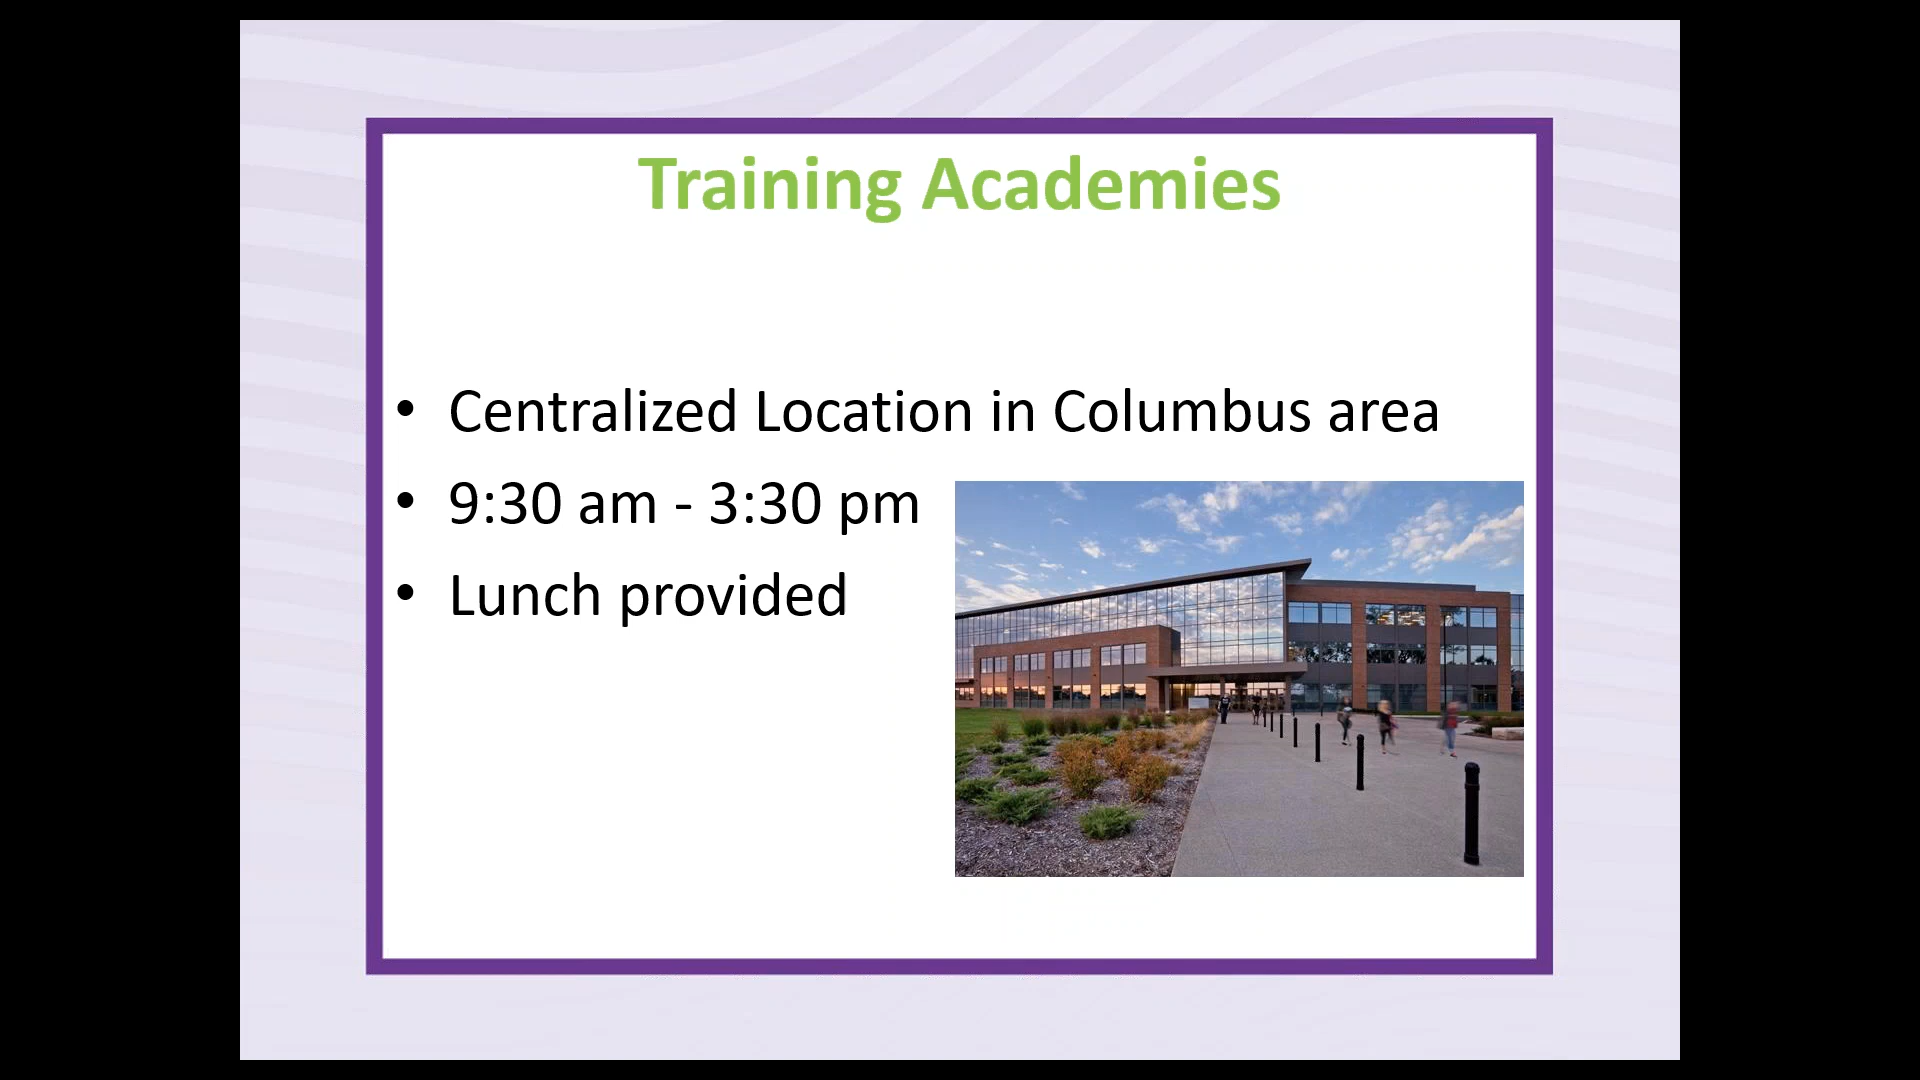 Training Academies
• Centralized Location in Columbus area
• 9:30 am - 3:30 pm
• Lunch provided